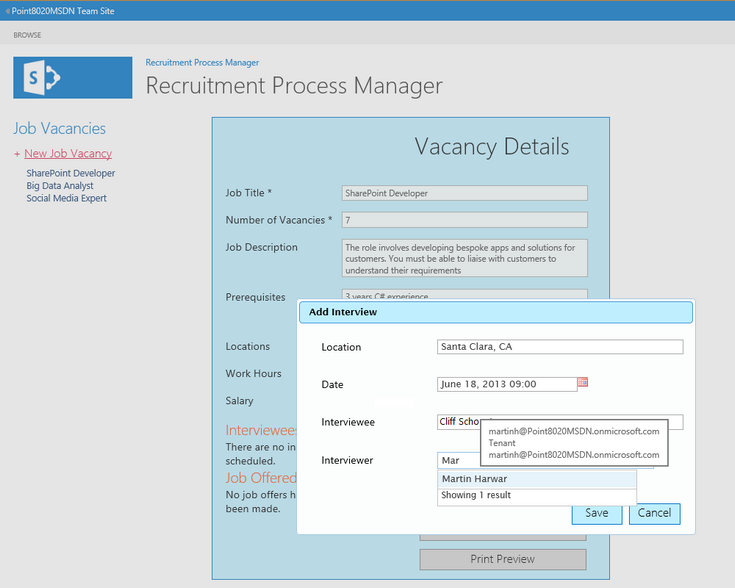 Point8020MSDN Team Site
BROWSE
S
Recruitment Process Manager
Recruitment Process Manager
Job Vacancies
+ New Job Vacancy
SharePoint Developer
Big Data Analyst
Social Media Expert
Vacancy Details
Job Title *
SharePoint Developer
Number of Vacancies *
7
Job Description
The role involves developing bespoke apps and solutions for
customers. You must be able to liaise with customers to
understand their requirements
Prerequisites
3 years C# experience
Locations
Work Hours
Salary
Interviewee
There are no in
scheduled.
Job Offered
No job offers h
been made.
Add Interview
Location
Santa Clara, CA
Date
June 18, 2013 09:00
Interviewee
Cliff Scho
martinh@Point8020MSDN.onmicrosoft.com
Tenant
martinh@Point8020MSDN.onmicrosoft.com
Interviewer
Mar
Martin Harwar
Showing 1 result
Save
Cancel
Print Preview